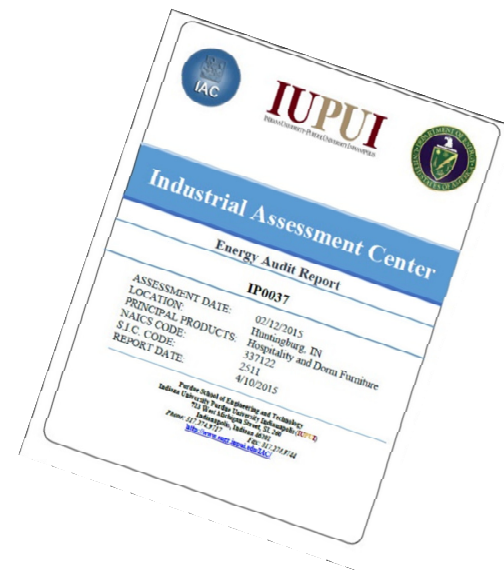 IAC
IUPUI
Industrial Assessment Center
Energy Audit Report
IP0037
ASSESSMENT DATE: 02/12/2015
LOCATION: Huntingburg, IN
PRINCIPAL PRODUCTS: Hospitality and Dorm Furniture
NAICS CODE: 337122
S.I.C. CODE: 2511
REPORT DATE: 4/10/2015
Purdue School of Engineering and Technology
Indiana University Purdue University Indianapolis (IUPUI)
Indianapolis, Indiana